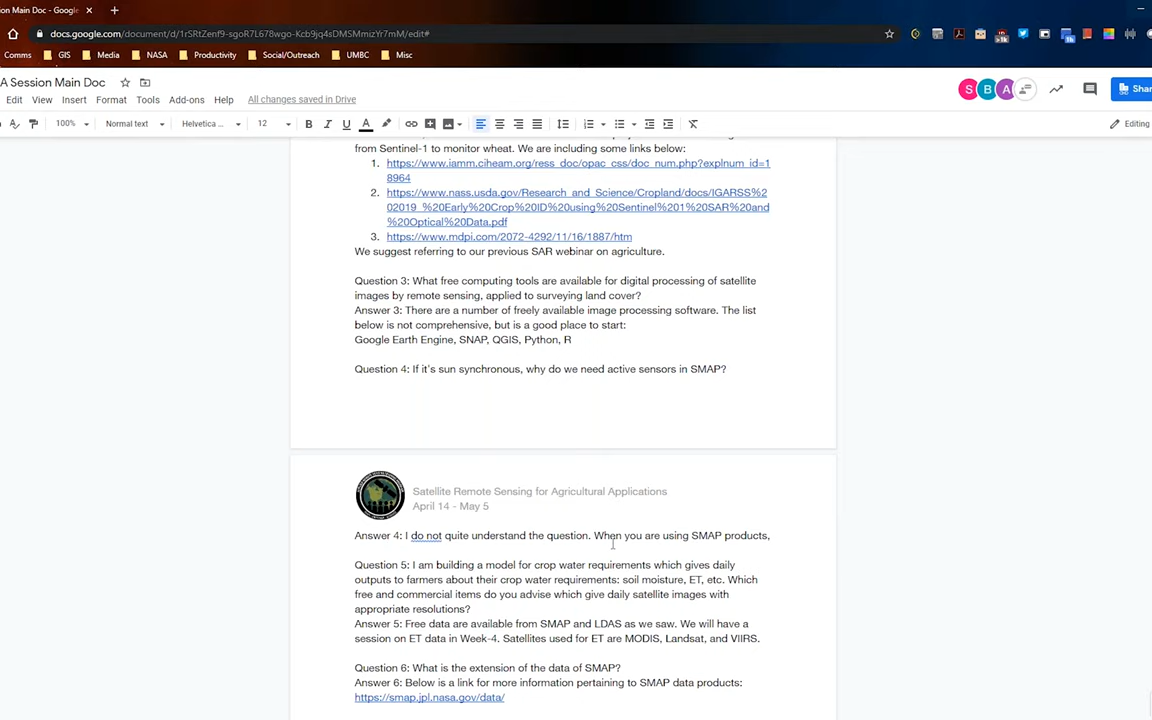 on Main Doc - Google
docs.google.com/document/d/1rSRtZenf9-sgoR7L678wgo-Kcb9jq4sDMSMmizYr7mM/edit#
Comms GIS Media NASA Productivity Social/Outreach UMBC Misc
A Session Main Doc
Edit View Insert Format Tools Add-ons Help All changes saved in Drive
S B A Shar
100% Normal text Helvetica ... 12 B I U A Editing
from Sentinel-1 to monitor wheat. We are including some links below:
1. https://www.iamm.ciheam.org/ress_doc/opac_css/doc_num.php?explnum_id=1
8964
2. https://www.nass.usda.gov/Research_and_Science/Cropland/docs/IGARSS%2
02019_%20Early%20Crop%20ID%20using%20Sentinel%201%20SAR%20and
%20Optical%20Data.pdf
3. https://www.mdpi.com/2072-4292/11/16/1887/htm
We suggest referring to our previous SAR webinar on agriculture.
Question 3: What free computing tools are available for digital processing of satellite
images by remote sensing, applied to surveying land cover?
Answer 3: There are a number of freely available image processing software. The list
below is not comprehensive, but is a good place to start:
Google Earth Engine, SNAP, QGIS, Python, R
Question 4: If it's sun synchronous, why do we need active sensors in SMAP?
Satellite Remote Sensing for Agricultural Applications
April 14 - May 5
Answer 4: I do not quite understand the question. When you are using SMAP products,
Question 5: I am building a model for crop water requirements which gives daily
outputs to farmers about their crop water requirements: soil moisture, ET, etc. Which
free and commercial items do you advise which give daily satellite images with
appropriate resolutions?
Answer 5: Free data are available from SMAP and LDAS as we saw. We will have a
session on ET data in Week-4. Satellites used for ET are MODIS, Landsat, and VIIRS.
Question 6: What is the extension of the data of SMAP?
Answer 6: Below is a link for more information pertaining to SMAP data products:
https://smap.jpl.nasa.gov/data/